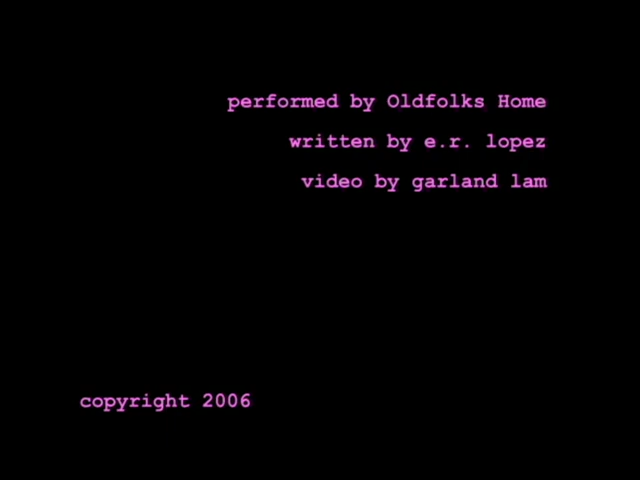 performed by Oldfolks Home
written by e.r. lopez
video by garland lam
copyright 2006